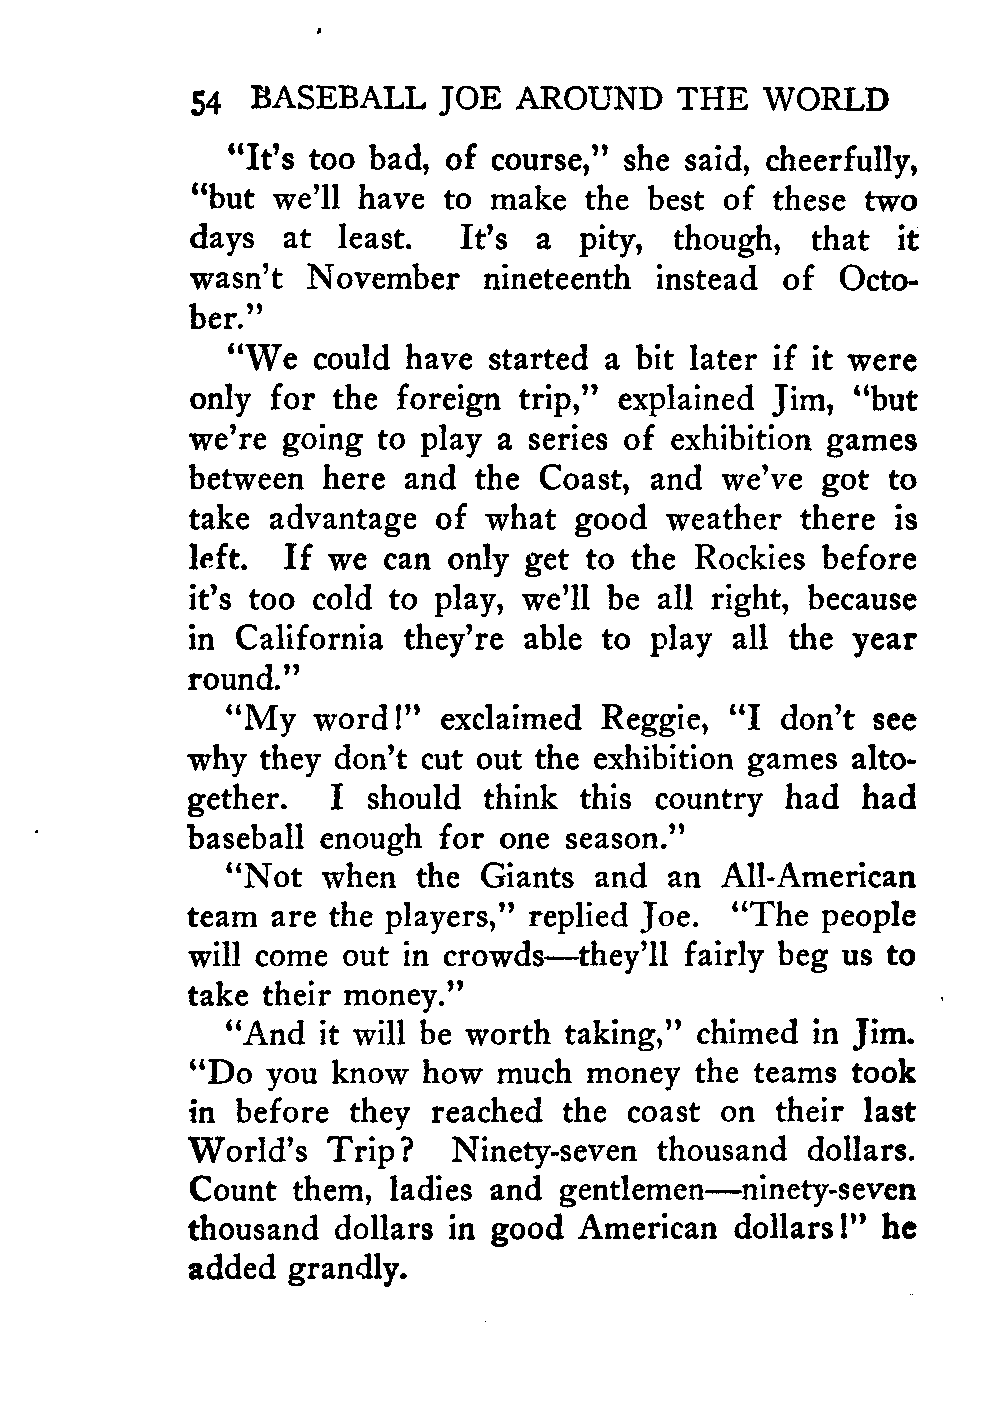 54 BASEBALL JOE AROUND THE WORLD
"It's too bad, of course," she said, cheerfully,
"but we'll have to make the best of these two
days at least. It's a pity, though, that it
wasn't November nineteenth instead of Octo-
ber."
"We could have started a bit later if it were
only for the foreign trip," explained Jim, "but
we're going to play a series of exhibition games
between here and the Coast, and we've got to
take advantage of what good weather there is
left. If we can only get to the Rockies before
it's too cold to play, we'll be all right, because
in California they're able to play all the year
round."
"My word!" exclaimed Reggie, "I don't see
why they don't cut out the exhibition games alto-
gether. I should think this country had had
baseball enough for one season."
"Not when the Giants and an All-American
team are the players," replied Joe. "The people
will come out in crowds—they'll fairly beg us to
take their money."
"And it will be worth taking," chimed in Jim.
"Do you know how much money the teams took
in before they reached the coast on their last
World's Trip? Ninety-seven thousand dollars.
Count them, ladies and gentlemen—ninety-seven
thousand dollars in good American dollars!" he
added grandly.